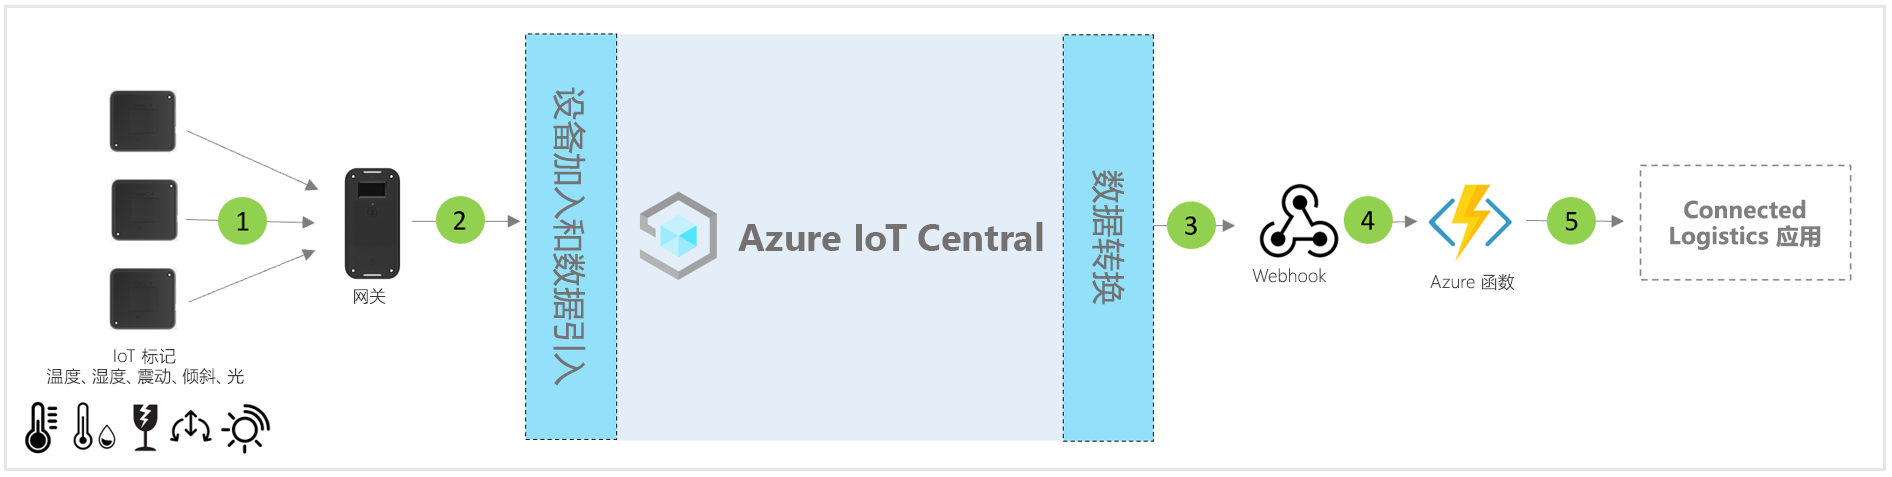 1
网关
IoT 标记
温度、湿度、震动、倾斜、光
2
设备加入和数据引入
Azure IoT Central
数据转换
3
Webhook
4
Azure 函数
5
Connected
Logistics 应用